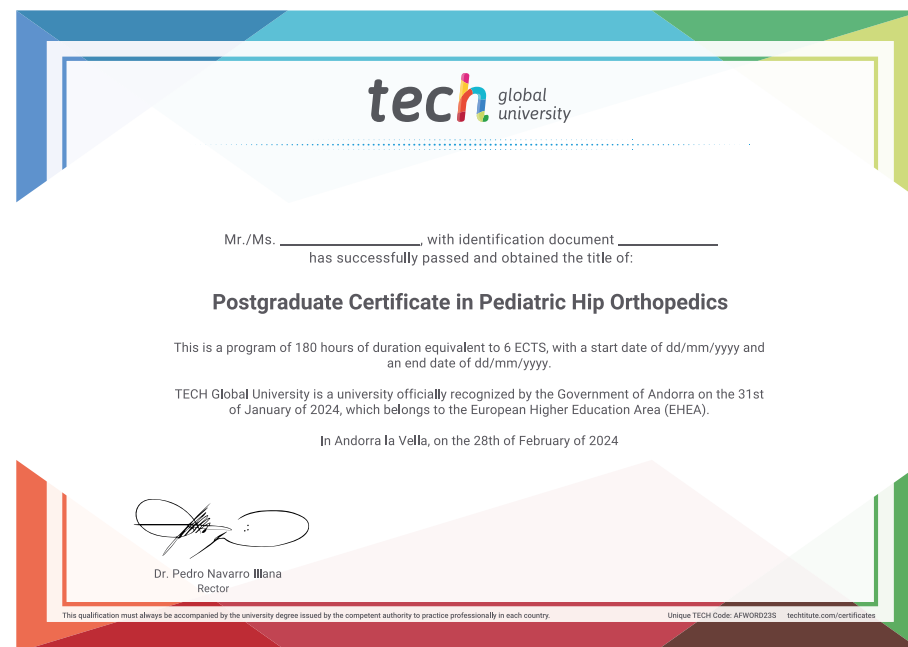 tech global university
Mr./Ms. ____________, with identification document ____________
has successfully passed and obtained the title of:
Postgraduate Certificate in Pediatric Hip Orthopedics
This is a program of 180 hours of duration equivalent to 6 ECTS, with a start date of dd/mm/yyyy and
an end date of dd/mm/yyyy.
TECH Global University is a university officially recognized by the Government of Andorra on the 31st
of January of 2024, which belongs to the European Higher Education Area (EHEA).
In Andorra la Vella, on the 28th of February of 2024
Dr. Pedro Navarro Illana
Rector
This qualification must always be accompanied by the university degree issued by the competent authority to practice professionally in each country.
Unique TECH Code: AFWORD23S techtitute.com/certificates